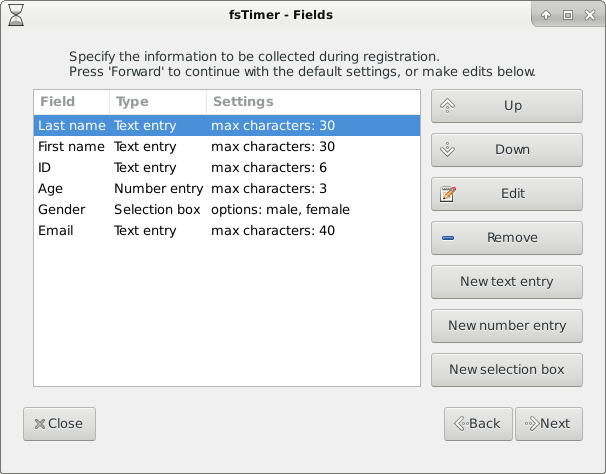 fsTimer - Fields
Specify the information to be collected during registration.
Press 'Forward' to continue with the default settings, or make edits below.
Field Type Settings
Last name Text entry max characters: 30
First name Text entry max characters: 30
ID Text entry max characters: 6
Age Number entry max characters: 3
Gender Selection box options: male, female
Email Text entry max characters: 40
Up
Down
Edit
Remove
New text entry
New number entry
New selection box
Close
Back
Next